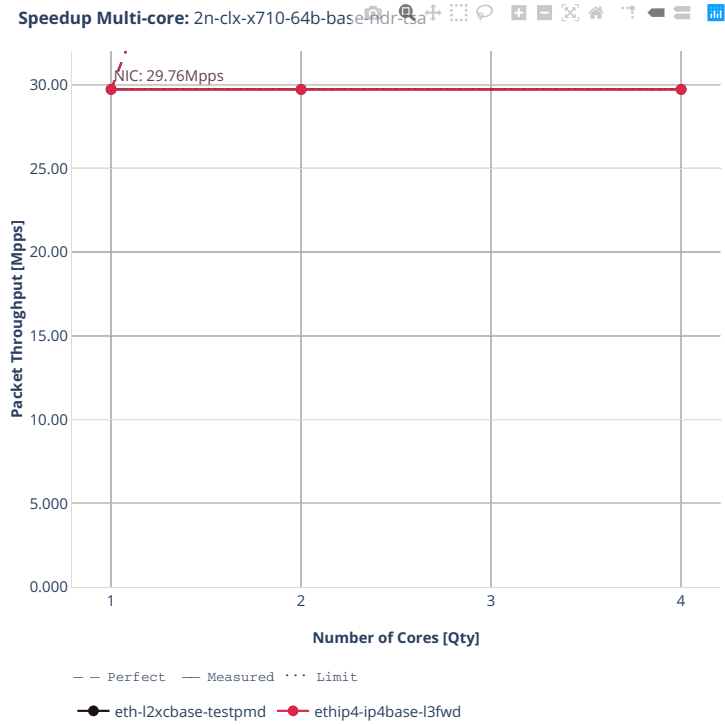 Speedup Multi-core: 2n-clx-x710-64b-base-ndr-tsa
NIC: 29.76Mpps
30.00
25.00
20.00
15.00
10.00
5.000
0.000
Packet Throughput [Mpps]
1 2 3 4
Number of Cores [Qty]
Perfect Measured Limit
eth-l2xcbase-testpmd ethip4-ip4base-l3fwd